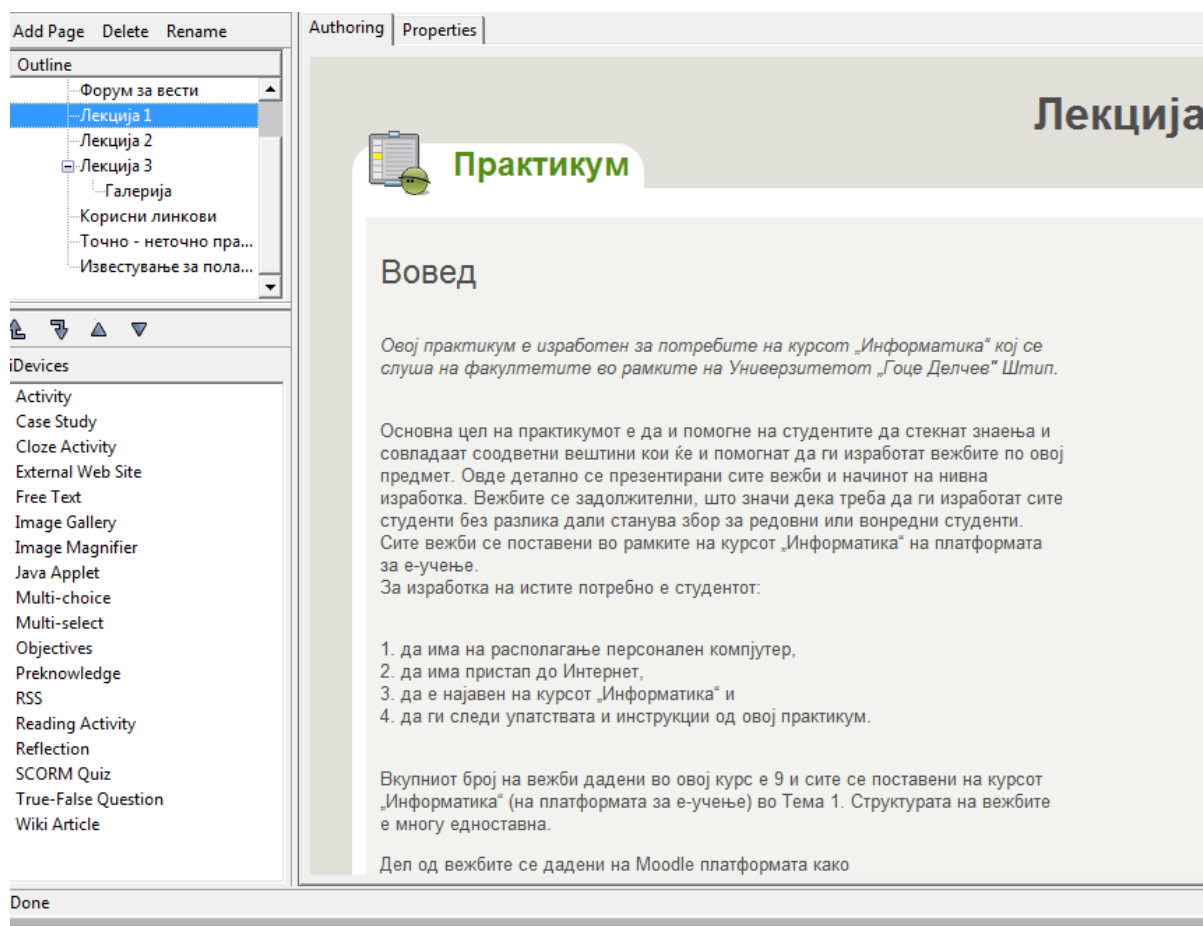 Add Page Delete Rename
Outline
Форум за вести
Лекција 1
Лекција 2
Лекција 3
Галерија
Корисни линкови
Точно - неточно пра...
Известување за пола...
iDevices
Activity
Case Study
Cloze Activity
External Web Site
Free Text
Image Gallery
Image Magnifier
Java Applet
Multi-choice
Multi-select
Objectives
Preknowledge
RSS
Reading Activity
Reflection
SCORM Quiz
True-False Question
Wiki Article
Authoring Properties
Лекција
Практикум
Вовед
Овој практикум е изработен за потребите на курсот „Информатика“ кој се
слуша на факултетите во рамките на Универзитетот „Гоце Делчев" Штип.
Основна цел на практикумот е да и помогне на студентите да стекнат знаења и
совладаат соодветни вештини кои ќе и помогнат да ги изработат вежбите по овој
предмет. Овде детално се презентирани сите вежби и начинот на нивна
изработка. Вежбите се задолжителни, што значи дека треба да ги изработат сите
студенти без разлика дали станува збор за редовни или вонредни студенти.
Сите вежби се поставени во рамките на курсот „Информатика“ на платформата
за е-учење.
За изработка на истите потребно е студентот:
1. да има на располагање персонален компјутер,
2. да има пристап до Интернет,
3. да е најавен на курсот „Информатика“ и
4. да ги следи упатствата и инструкции од овој практикум.
Вкупниот број на вежби дадени во овој курс е 9 и сите се поставени на курсот
„Информатика“ (на платформата за е-учење) во Тема 1. Структурата на вежбите
е многу едноставна.
Дел од вежбите се дадени на Moodle платформата како
Done